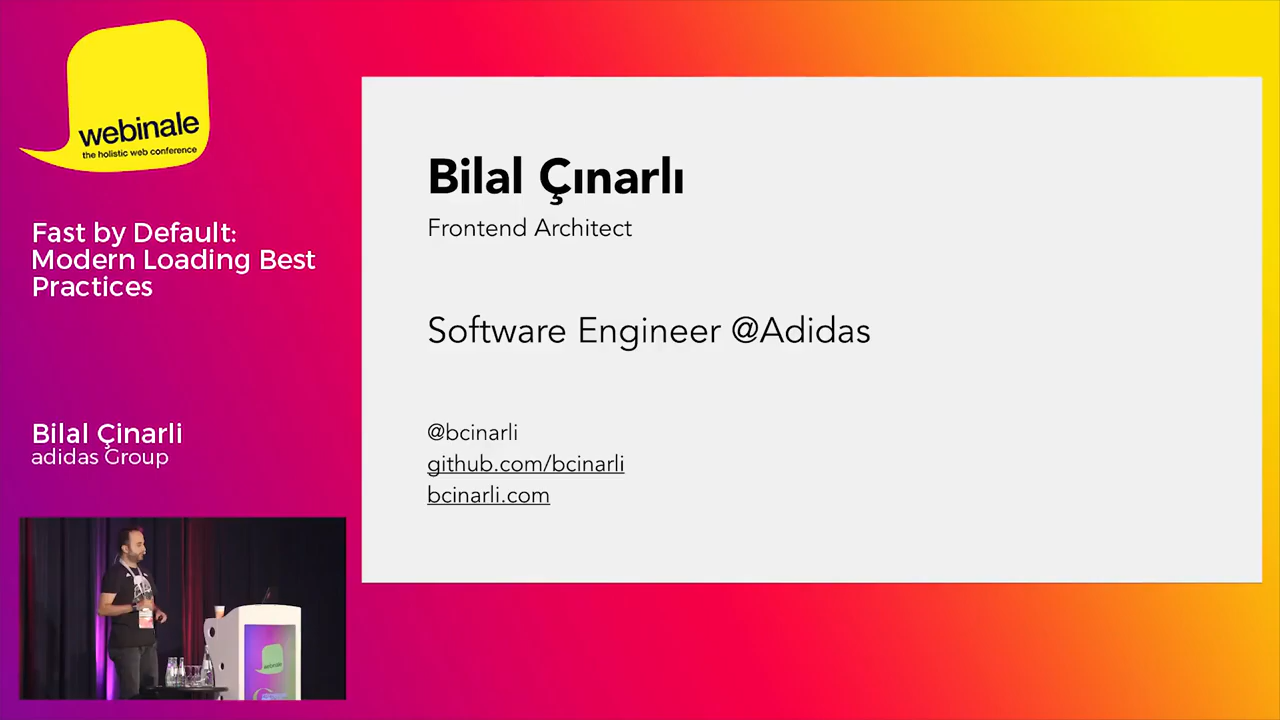 webinale
the holistic web conference
Fast by Default:
Modern Loading Best
Practices
Bilal Çinarli
adidas Group
Bilal Çınarlı
Frontend Architect
Software Engineer @Adidas
@bcinarli
github.com/bcinarli
bcinarli.com
webinale